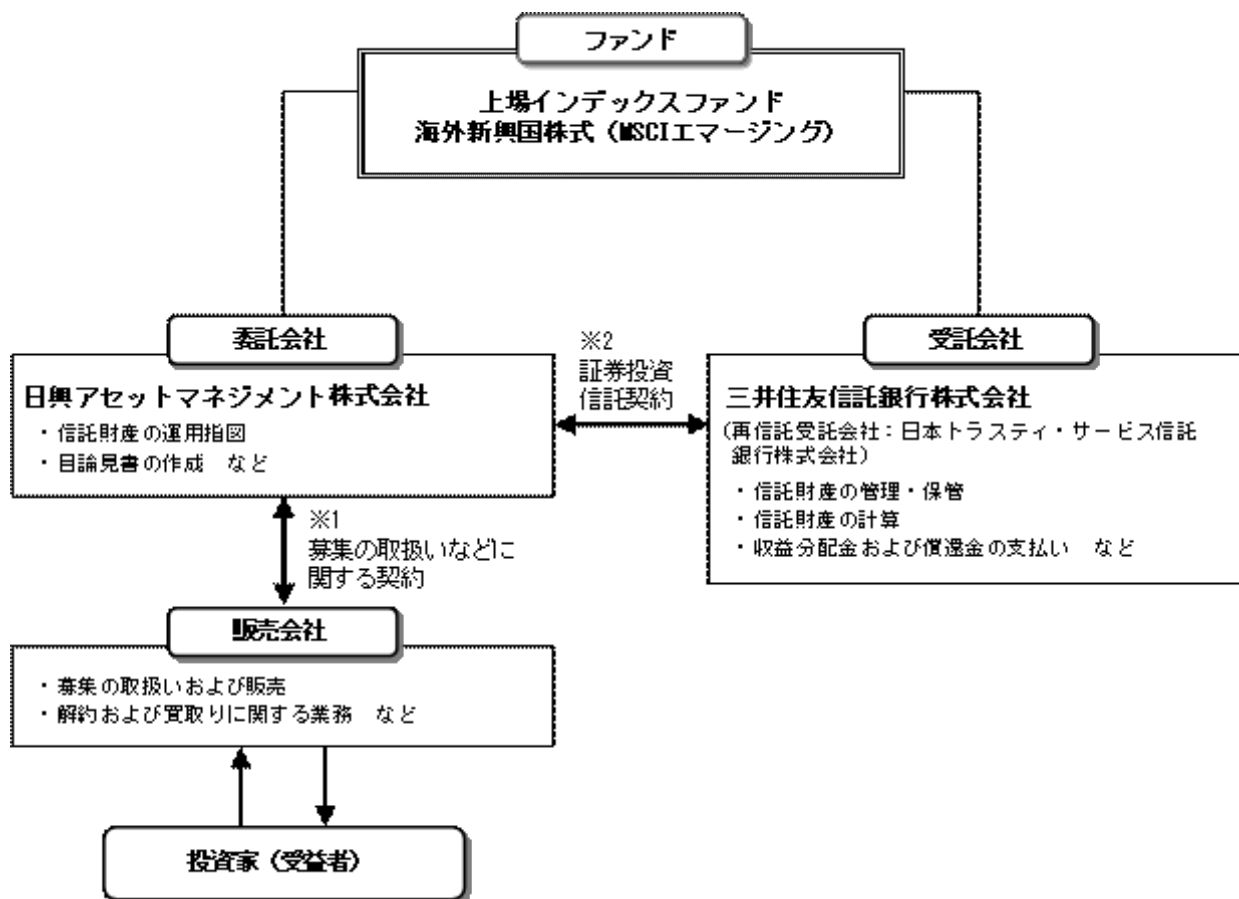 ファンド
上場インデックスファンド
海外新興国株式(MSCIエマージング)
委託会社
日興アセットマネジメント株式会社
・信託財産の運用指図
・目論見書の作成 など
※2
証券投資
信託契約
受託会社
三井住友信託銀行株式会社
(再信託受託会社:日本トラスティ・サービス信託
銀行株式会社)
・信託財産の管理・保管
・信託財産の計算
・収益分配金および償還金の支払い など
※1
募集の取扱いなどに
関する契約
販売会社
・募集の取扱いおよび販売
・解約および買取りに関する業務 など
投資家(受益者)